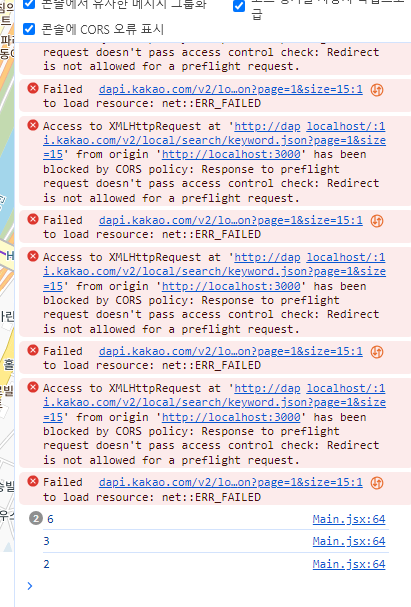 콘솔에서 유사한 메시지 그룹화
급
콘솔에 CORS 오류 표시
request doesn't pass access control check: Redirect
is not allowed for a preflight request.
Failed dapi.kakao.com/v2/lo…on?page=1&size=15:1
to load resource: net::ERR_FAILED
Access to XMLHttpRequest at 'http://dap localhost/:1
i.kakao.com/v2/local/search/keyword.json?page=1&size
=15' from origin 'http://localhost:3000' has been
blocked by CORS policy: Response to preflight
request doesn't pass access control check: Redirect
is not allowed for a preflight request.
Failed dapi.kakao.com/v2/lo…on?page=1&size=15:1
to load resource: net::ERR_FAILED
Access to XMLHttpRequest at 'http://dap localhost/:1
i.kakao.com/v2/local/search/keyword.json?page=1&size
=15' from origin 'http://localhost:3000' has been
blocked by CORS policy: Response to preflight
request doesn't pass access control check: Redirect
is not allowed for a preflight request.
Failed dapi.kakao.com/v2/lo…on?page=1&size=15:1
to load resource: net::ERR_FAILED
Access to XMLHttpRequest at 'http://dap localhost/:1
i.kakao.com/v2/local/search/keyword.json?page=1&size
=15' from origin 'http://localhost:3000' has been
blocked by CORS policy: Response to preflight
request doesn't pass access control check: Redirect
is not allowed for a preflight request.
Failed dapi.kakao.com/v2/lo…on?page=1&size=15:1
to load resource: net::ERR_FAILED
2 6 Main.jsx:64
3 Main.jsx:64
2 Main.jsx:64